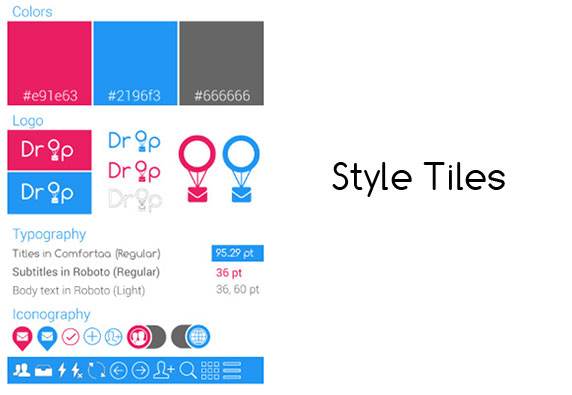 Colors
#e91e63
#2196f3
#666666
Logo
Drop
Drop
Drop
Drop
Drop
Typography
Titles in Comfortaa (Regular) 95.29 pt
Subtitles in Roboto (Regular) 36 pt
Body text in Roboto (Light) 36, 60 pt
Iconography
Style Tiles